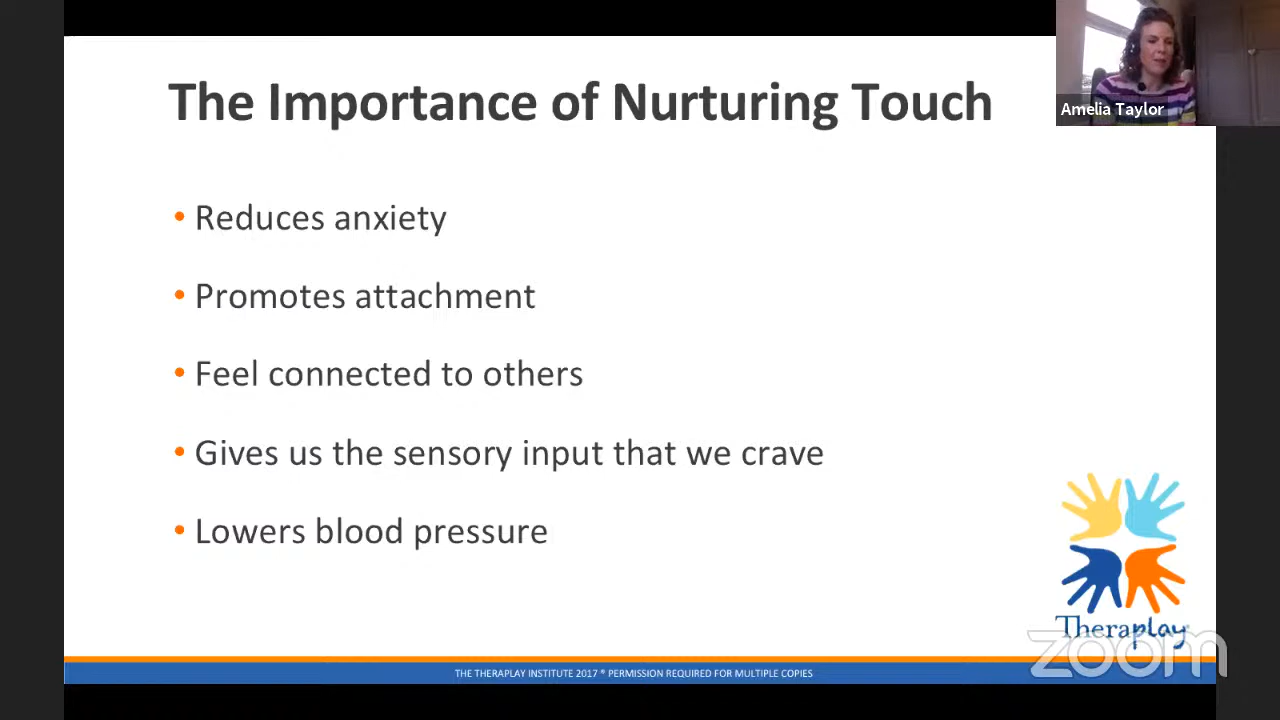 The Importance of Nurturing Touch
Amelia Taylor
• Reduces anxiety
• Promotes attachment
• Feel connected to others
• Gives us the sensory input that we crave
• Lowers blood pressure
Theraplay
zoom
THE THERAPLAY INSTITUTE 2017 ® PERMISSION REQUIRED FOR MULTIPLE COPIES